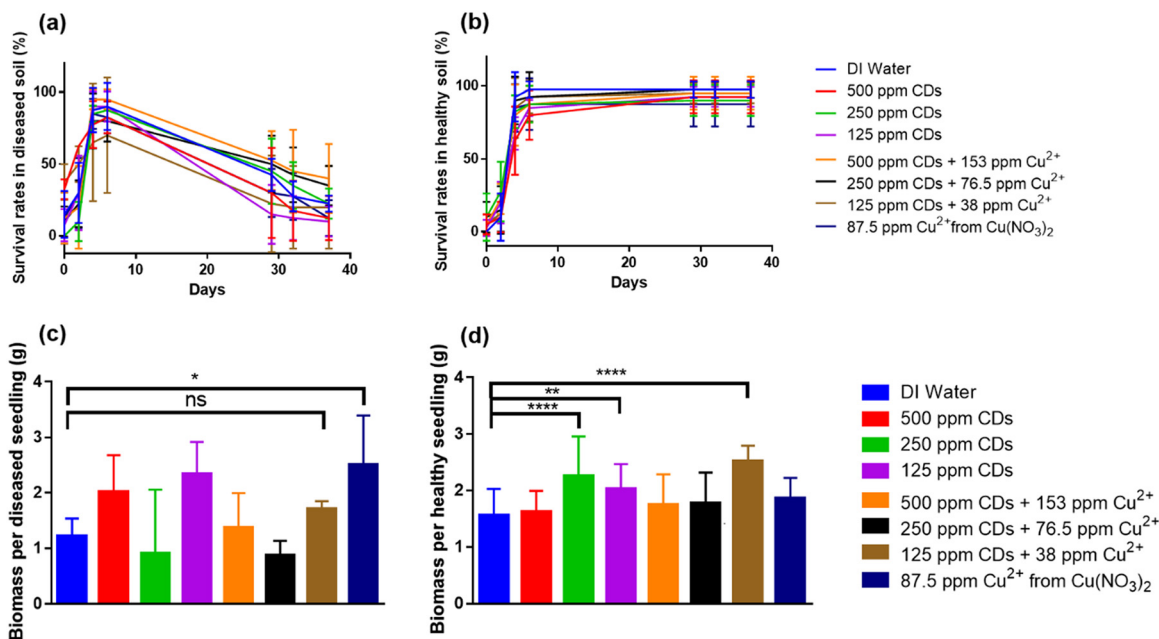 (a)
(b)
Survival rates in diseased soil (%)
100
50
0
0
10
20
30
40
Days
Survival rates in healthy soil (%)
100
50
0
0
10
20
30
40
Days
DI Water
500 ppm CDs
250 ppm CDs
125 ppm CDs
500 ppm CDs + 153 ppm Cu²⁺
250 ppm CDs + 76.5 ppm Cu²⁺
125 ppm CDs + 38 ppm Cu²⁺
87.5 ppm Cu²⁺from Cu(NO₃)₂
(c)
(d)
Biomass per diseased seedling (g)
4
3
2
1
0
*
ns
Biomass per healthy seedling (g)
4
3
2
1
0
****
**
****
DI Water
500 ppm CDs
250 ppm CDs
125 ppm CDs
500 ppm CDs + 153 ppm Cu²⁺
250 ppm CDs + 76.5 ppm Cu²⁺
125 ppm CDs + 38 ppm Cu²⁺
87.5 ppm Cu²⁺ from Cu(NO₃)₂